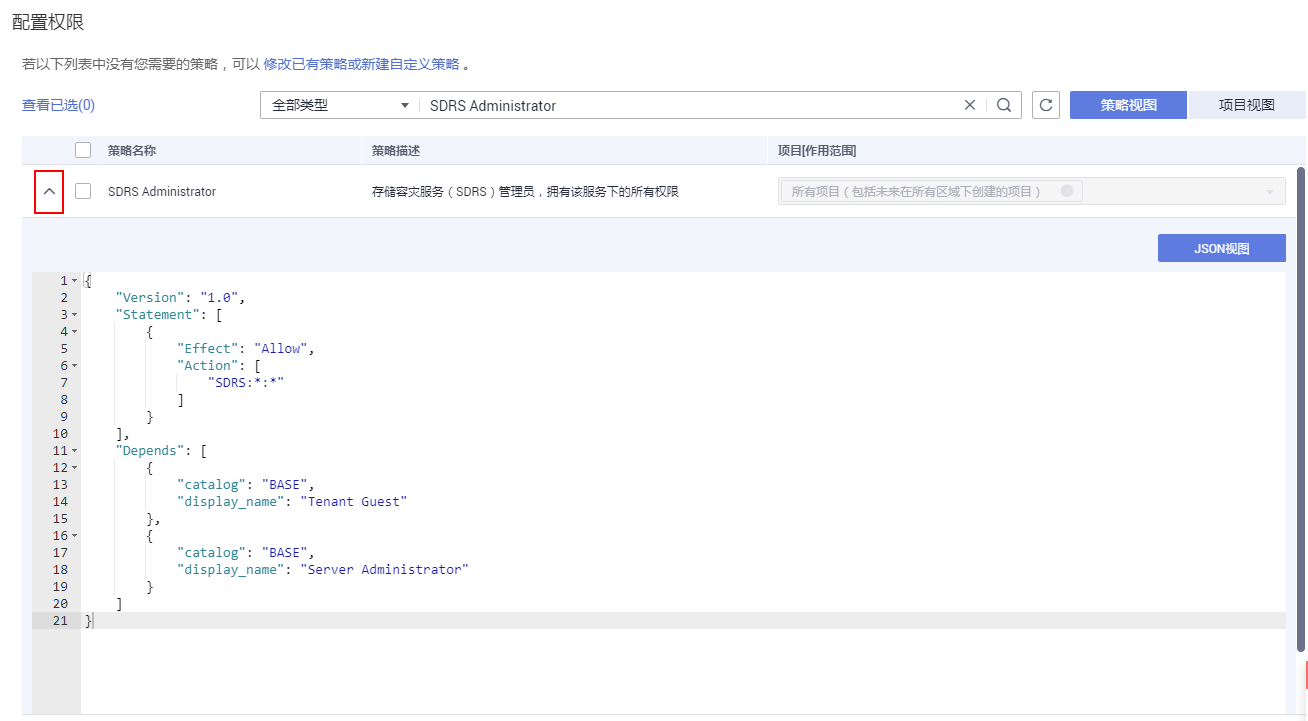 配置权限
若以下列表中没有您需要的策略，可以 修改已有策略或新建自定义策略 。
查看已选(0) 全部类型 SDRS Administrator 策略视图 项目视图
策略名称 策略描述 项目[作用范围]
SDRS Administrator 存储容灾服务（SDRS）管理员，拥有该服务下的所有权限 所有项目（包括未来在所有区域下创建的项目）
JSON视图
1 {
2 "Version": "1.0",
3 "Statement": [
4 {
5 "Effect": "Allow",
6 "Action": [
7 "SDRS:*:*"
8 ]
9 }
10 ],
11 "Depends": [
12 {
13 "catalog": "BASE",
14 "display_name": "Tenant Guest"
15 },
16 {
17 "catalog": "BASE",
18 "display_name": "Server Administrator"
19 }
20 ]
21 }